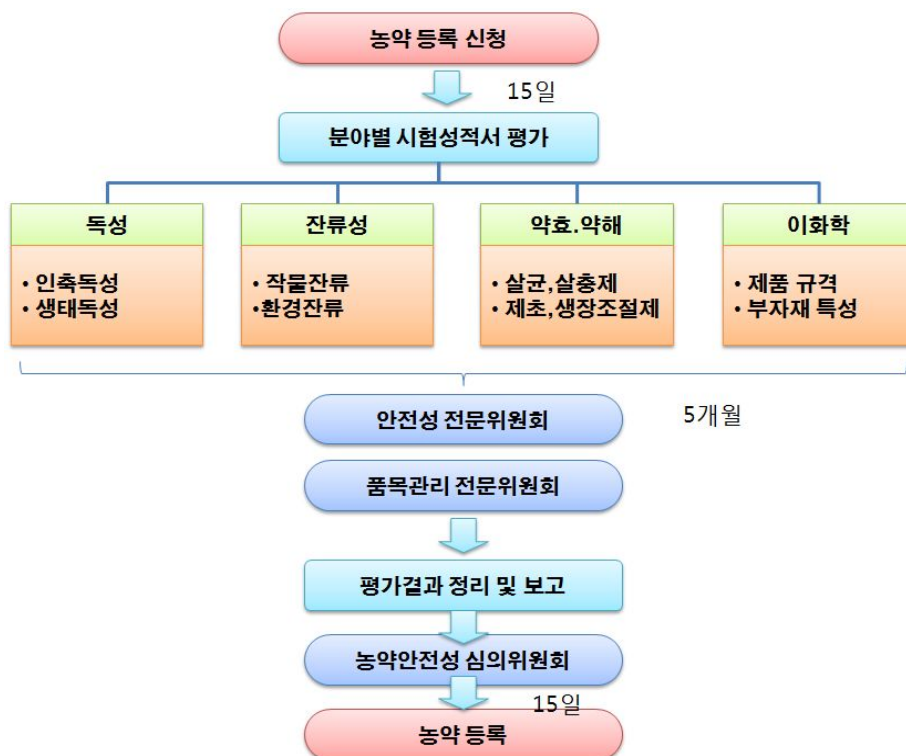 농약 등록 신청
15일
분야별 시험성적서 평가
독성
• 인축독성
• 생태독성
잔류성
• 작물잔류
•환경잔류
약효.약해
• 살균,살충제
• 제초,생장조절제
이화학
• 제품 규격
• 부자재 특성
안전성 전문위원회
5개월
품목관리 전문위원회
평가결과 정리 및 보고
농약안전성 심의위원회
15일
농약 등록